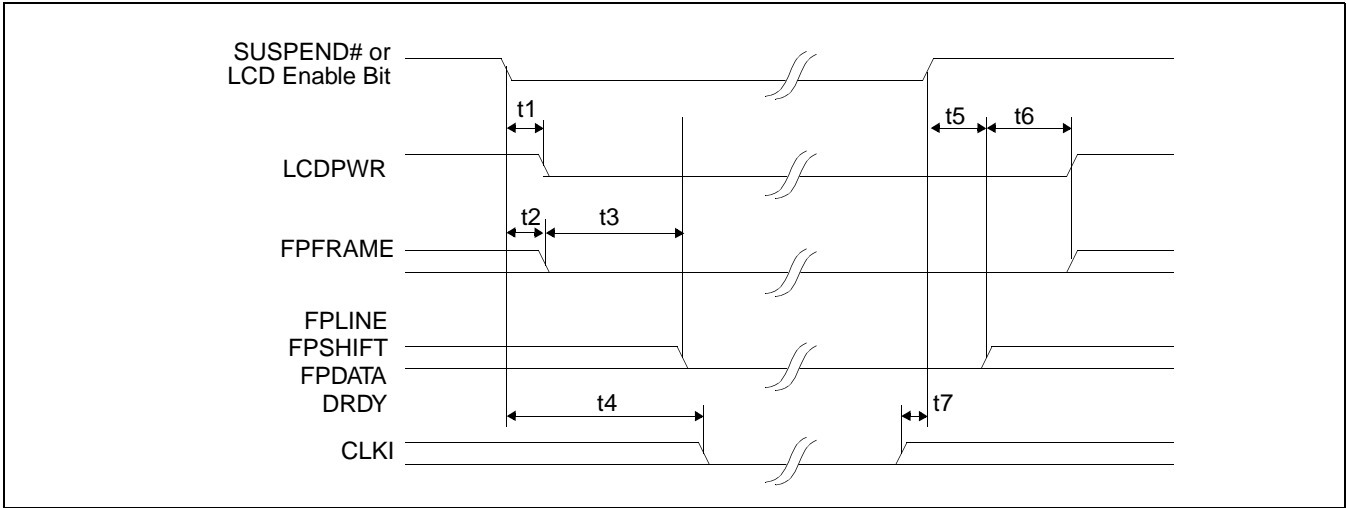 SUSPEND# or
LCD Enable Bit
t1
t5
t6
LCDPWR
t2
t3
FPFRAME
FPLINE
FPSHIFT
FPDATA
DRDY
t4
t7
CLKI